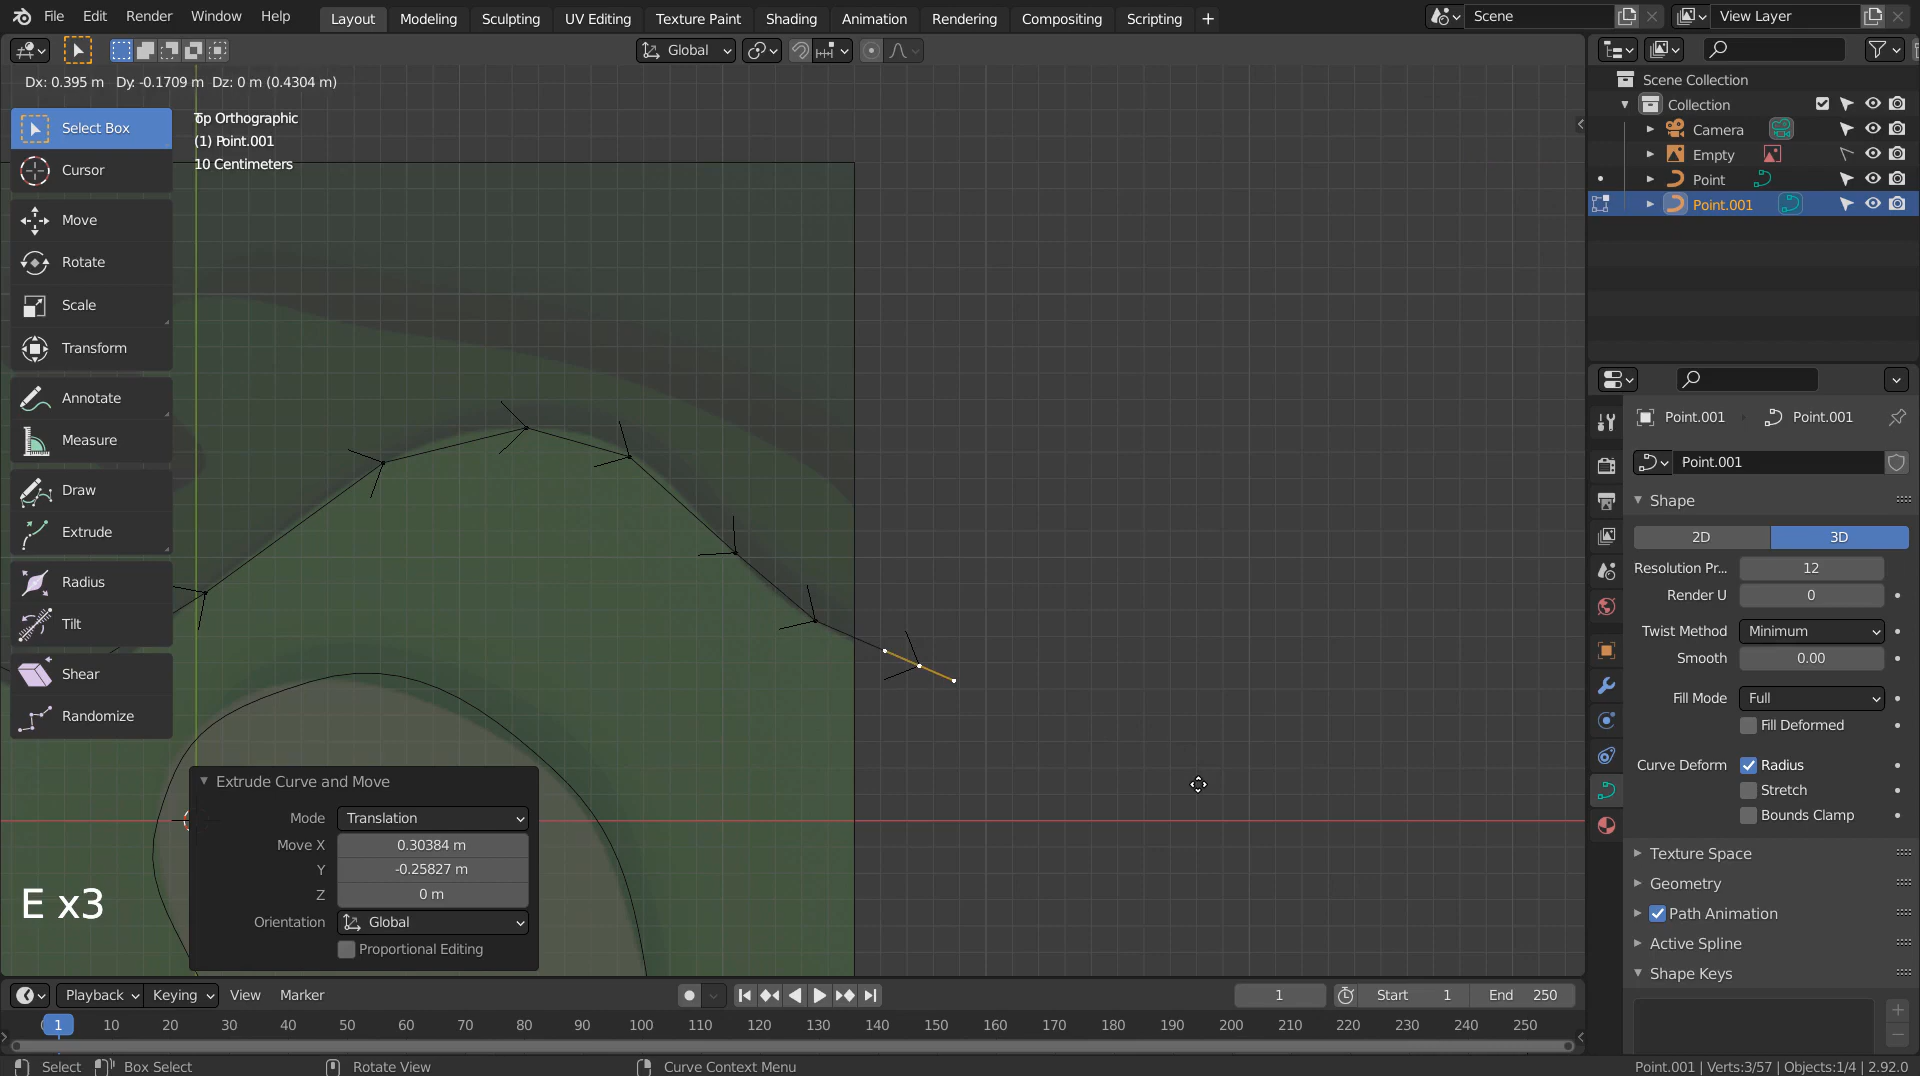 File Edit Render Window Help Layout Modeling Sculpting UV Editing Texture Paint Shading Animation Rendering Compositing Scripting + Scene View Layer
Global
Dx: 0.395 m Dy: -0.1709 m Dz: 0 m (0.4304 m)
Top Orthographic
(1) Point.001
10 Centimeters
Select Box
Cursor
Move
Rotate
Scale
Transform
Annotate
Measure
Draw
Extrude
Radius
Tilt
Shear
Randomize
E x3
Extrude Curve and Move
Mode Translation
Move X 0.30384 m
Y -0.25827 m
Z 0 m
Orientation Global
Proportional Editing
Scene Collection
Collection
Camera
Empty
Point
Point.001
Point.001 Point.001
Point.001
Shape
2D 3D
Resolution Pr... 12
Render U 0
Twist Method Minimum
Smooth 0.00
Fill Mode Full
Fill Deformed
Curve Deform Radius
Stretch
Bounds Clamp
Texture Space
Geometry
Path Animation
Active Spline
Shape Keys
Playback Keying View Marker 1 Start 1 End 250
1 10 20 30 40 50 60 70 80 90 100 110 120 130 140 150 160 170 180 190 200 210 220 230 240 250
Select Box Select Rotate View Curve Context Menu Point.001 | Verts:3/57 | Objects:1/4 | 2.92.0